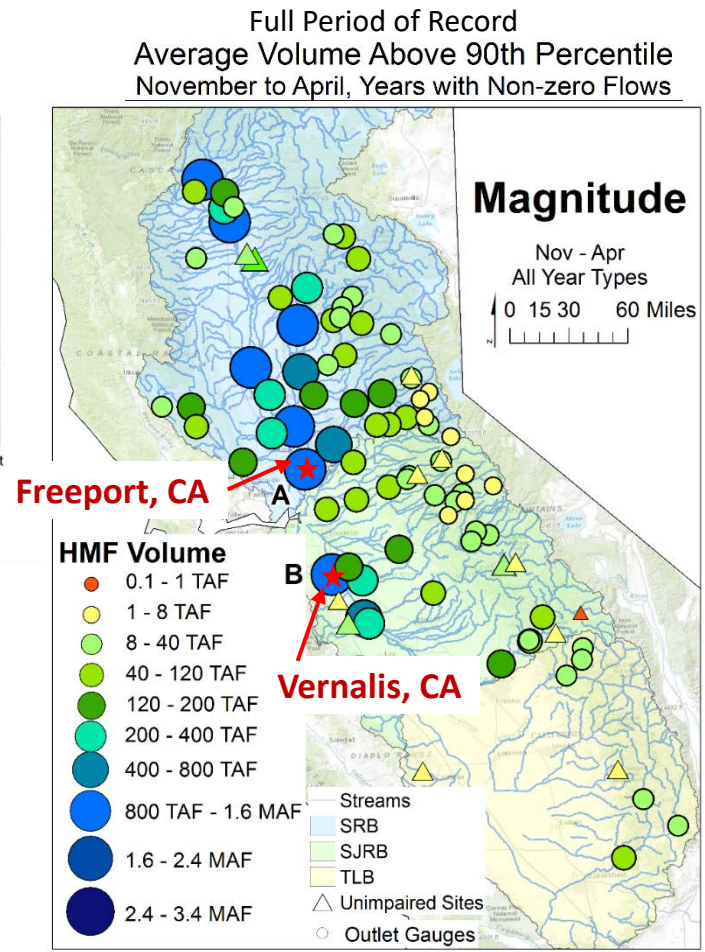 Full Period of Record
Average Volume Above 90th Percentile
November to April, Years with Non-zero Flows
Magnitude
Nov - Apr
All Year Types
0 15 30 60 Miles
Freeport, CA
A
B
Vernalis, CA
HMF Volume
0.1 - 1 TAF
1 - 8 TAF
8 - 40 TAF
40 - 120 TAF
120 - 200 TAF
200 - 400 TAF
400 - 800 TAF
800 TAF - 1.6 MAF
1.6 - 2.4 MAF
2.4 - 3.4 MAF
Streams
SRB
SJRB
TLB
Unimpaired Sites
Outlet Gauges